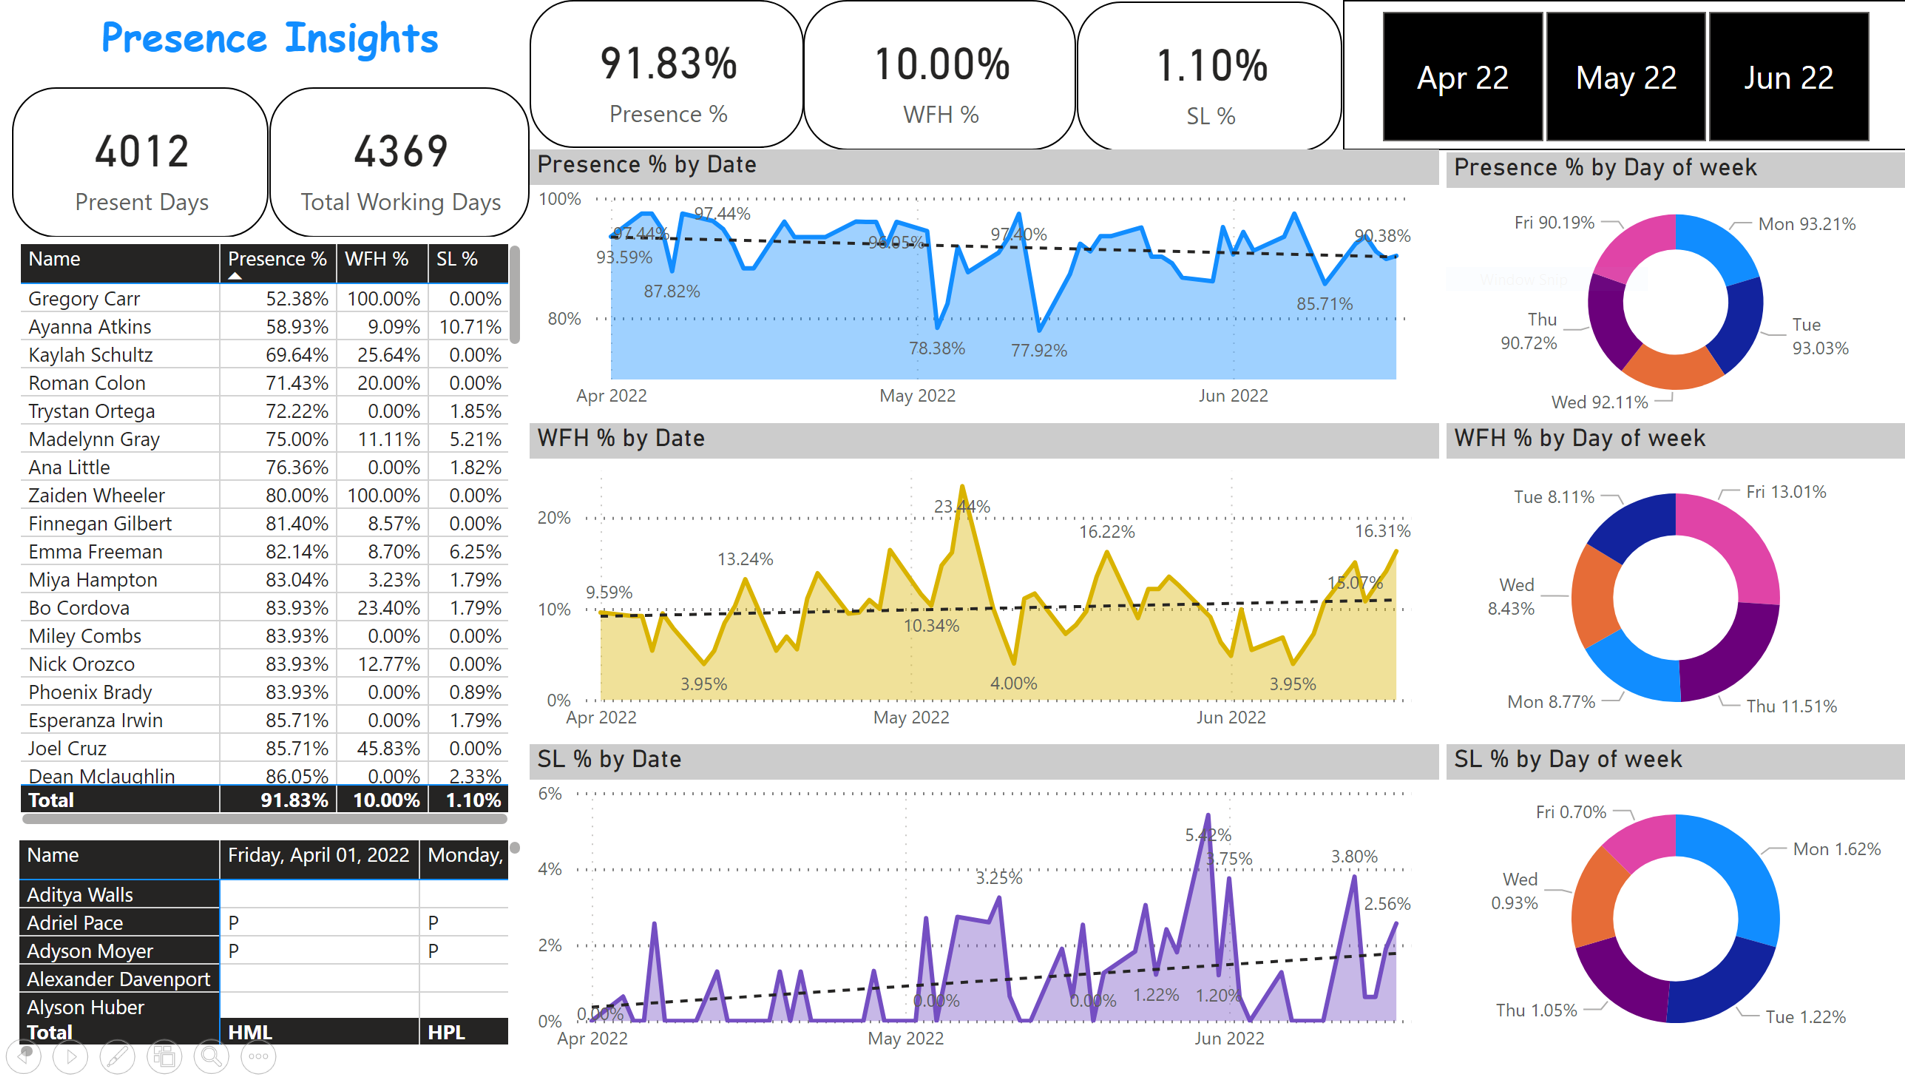 Presence Insights
4012
Present Days
4369
Total Working Days
91.83%
Presence %
10.00%
WFH %
1.10%
SL %
Apr 22
May 22
Jun 22
Name Presence % WFH % SL %
Gregory Carr 52.38% 100.00% 0.00%
Ayanna Atkins 58.93% 9.09% 10.71%
Kaylah Schultz 69.64% 25.64% 0.00%
Roman Colon 71.43% 20.00% 0.00%
Trystan Ortega 72.22% 0.00% 1.85%
Madelynn Gray 75.00% 11.11% 5.21%
Ana Little 76.36% 0.00% 1.82%
Zaiden Wheeler 80.00% 100.00% 0.00%
Finnegan Gilbert 81.40% 8.57% 0.00%
Emma Freeman 82.14% 8.70% 6.25%
Miya Hampton 83.04% 3.23% 1.79%
Bo Cordova 83.93% 23.40% 1.79%
Miley Combs 83.93% 0.00% 0.00%
Nick Orozco 83.93% 12.77% 0.00%
Phoenix Brady 83.93% 0.00% 0.89%
Esperanza Irwin 85.71% 0.00% 1.79%
Joel Cruz 85.71% 45.83% 0.00%
Dean Mclaughlin 86.05% 0.00% 2.33%
Total 91.83% 10.00% 1.10%
Name Friday, April 01, 2022 Monday,
Aditya Walls
Adriel Pace P P
Adyson Moyer P P
Alexander Davenport
Alyson Huber
Total HML HPL
Presence % by Date
100%
80%
97.44%
93.59%
87.82%
97.44%
96.05%
78.38%
97.40%
77.92%
85.71%
90.38%
Apr 2022 May 2022 Jun 2022
Presence % by Day of week
Fri 90.19%
Mon 93.21%
Thu
90.72%
Tue
93.03%
Wed 92.11%
WFH % by Date
20%
10%
0%
9.59%
3.95%
13.24%
10.34%
23.44%
4.00%
16.22%
3.95%
15.07%
16.31%
Apr 2022 May 2022 Jun 2022
WFH % by Day of week
Tue 8.11%
Fri 13.01%
Wed
8.43%
Mon 8.77%
Thu 11.51%
SL % by Date
6%
4%
2%
0%
0.00%
0.00%
3.25%
0.00%
1.22%
5.42%
1.20%
3.75%
3.80%
2.56%
Apr 2022 May 2022 Jun 2022
SL % by Day of week
Fri 0.70%
Mon 1.62%
Wed
0.93%
Thu 1.05%
Tue 1.22%